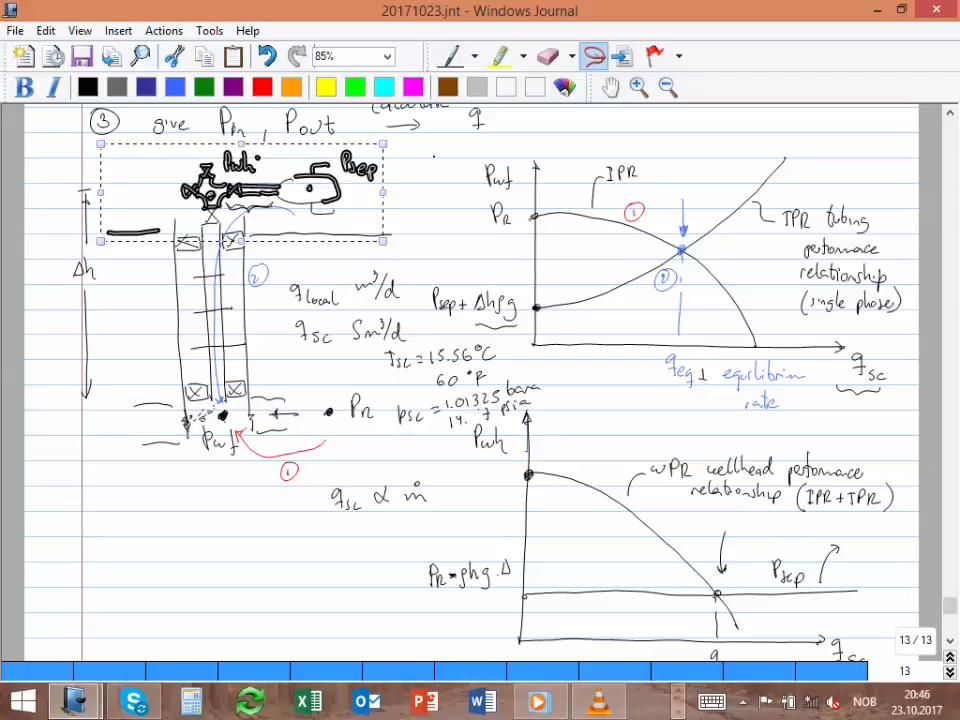 20171023.jnt - Windows Journal
File Edit View Insert Actions Tools Help
85%
B I
③ give PR, Pout → q
Pwh Psep
Δh
②
qlocal m³/d
qsc Sm³/d
Tsc = 15.56°C
60 °F
psc = 1.01325 bara
14.7 psia
PR
Pwf
①
qsc ∝ ṁ
Pwf
PR
IPR
①
②
Psep + Δhρg
TPR tubing
performance
relationship
(single phase)
qsc
qeq ⊥ equilibrium
rate
Pwh
WPR wellhead performance
relationship (IPR + TPR)
PR - ρhg.Δ
Psep
q
qsc
13 / 13
13
NOB
20:46
23.10.2017